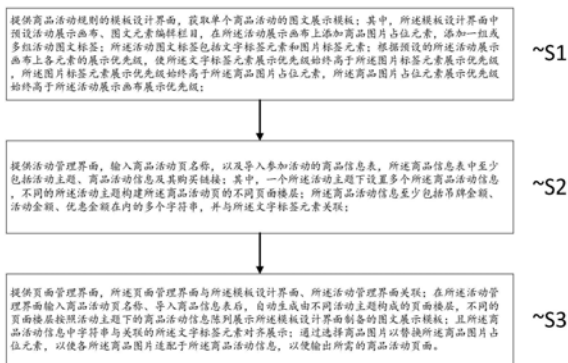 提供商品活动规则的模板设计界面，获取单个商品活动的图文展示模板；其中，所述模板设计界面中
预设活动展示画布、图文元素编辑栏目，在所述活动展示画布上添加商品图片占位元素，添加一组或
多组活动图文标签；所述活动图文标签包括文字标签元素和图片标签元素；根据预设的所述活动展示
画布上各元素的展示优先级，使所述文字标签元素展示优先级始终高于所述图片标签元素展示优先级
，所述图片标签元素展示优先级始终高于所述商品图片占位元素，所述商品图片占位元素展示优先级
始终高于所述活动展示画布展示优先级；
~S1
提供活动管理界面，输入商品活动页名称，以及导入参加活动的商品信息表，所述商品信息表中至少
包括活动主题、商品活动信息及其购买链接；其中，一个所述活动主题下设置多个所述商品活动信息
，不同的所述活动主题构建所述商品活动页的不同页面楼层；所述商品信息至少包括吊牌金额、
活动金额、优惠金额在内的多个字符串，并与所述文字标签元素关联；
~S2
提供页面管理界面，所述页面管理界面与所述模板设计界面、所述活动管理界面关联；在所述活动管
理界面输入商品活动页名称、导入商品信息表后，自动生成由不同活动主题构成的页面楼层，不同的
页面楼层按照活动主题下的商品活动信息陈列展示所述模板设计界面制备的图文展示模板；且所述商
品活动信息中字符串与关联的所述文字标签元素对齐展示；通过选择商品图片以替换所述商品图片占
位元素，以使各所述商品图片适配于所述商品活动信息，以便输出所需的商品活动页面。
~S3